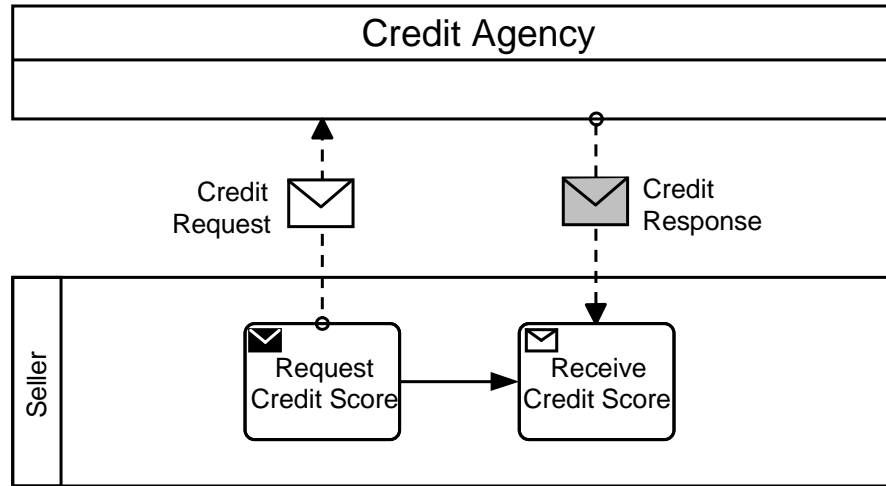 Credit Agency
Credit
Request
Credit
Response
Seller
Request
Credit Score
Receive
Credit Score